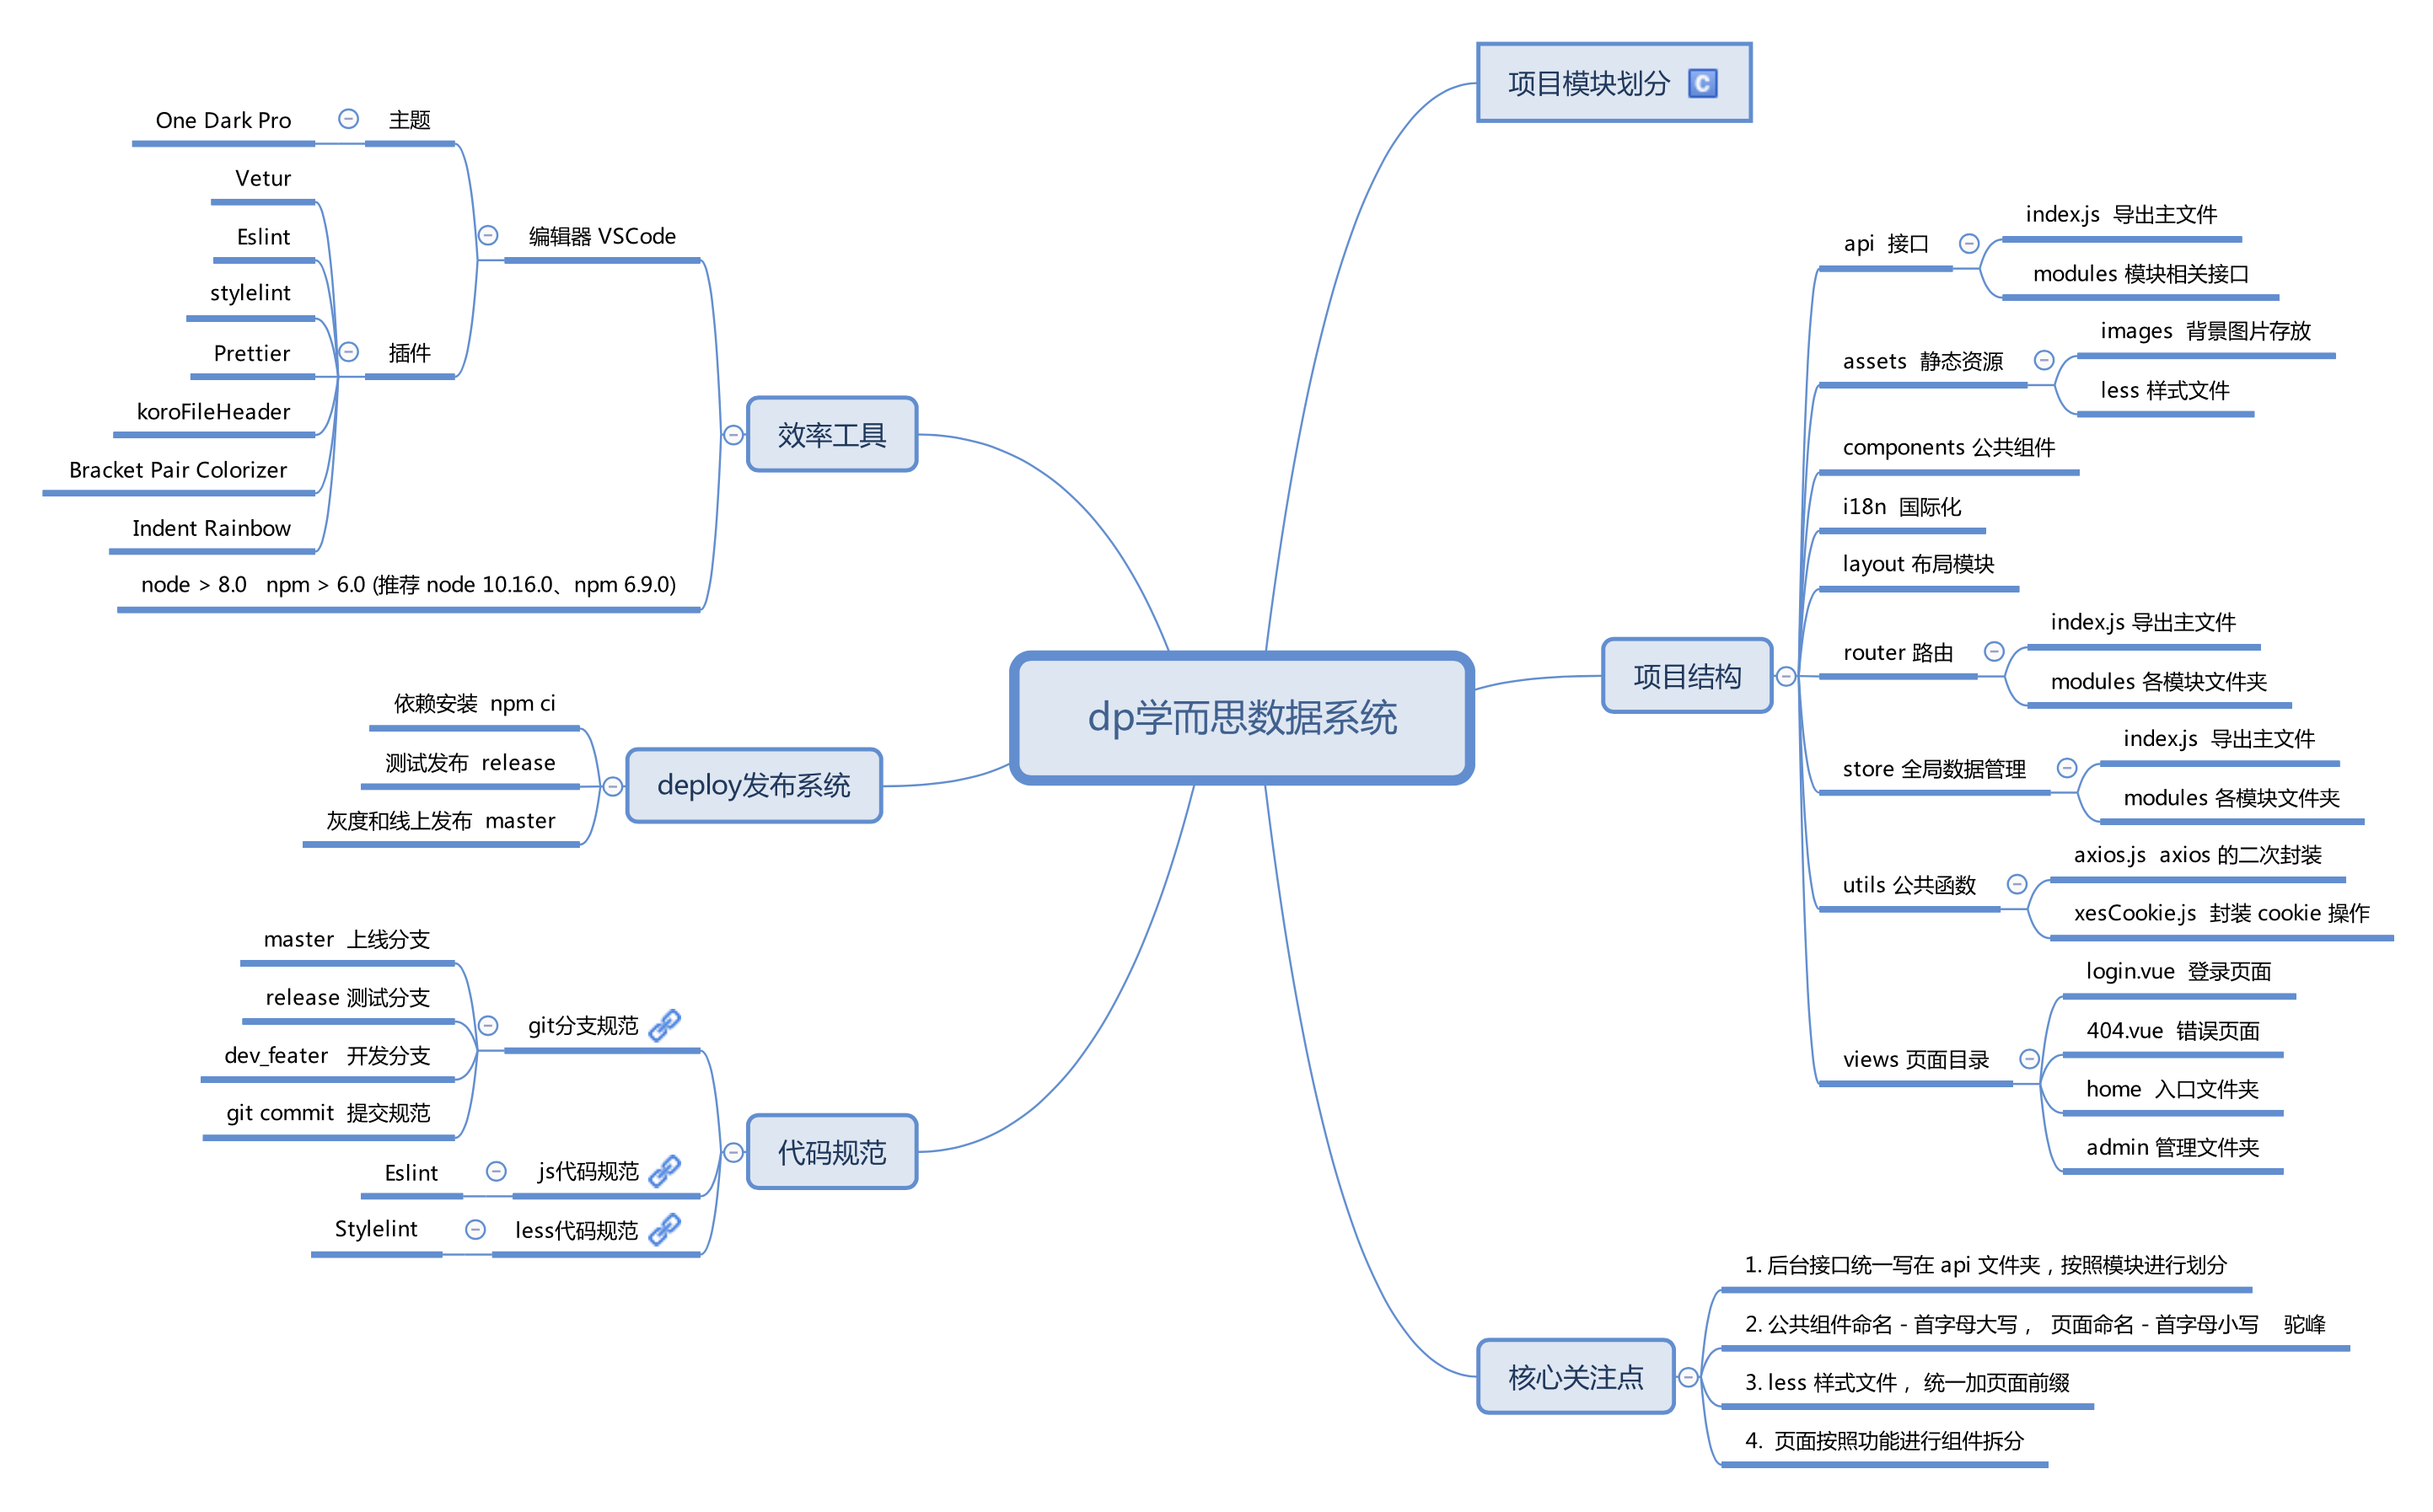 dp学而思数据系统
项目模块划分 C
项目结构
api 接口
index.js 导出主文件
modules 模块相关接口
assets 静态资源
images 背景图片存放
less 样式文件
components 公共组件
i18n 国际化
layout 布局模块
router 路由
index.js 导出主文件
modules 各模块文件夹
store 全局数据管理
index.js 导出主文件
modules 各模块文件夹
utils 公共函数
axios.js axios 的二次封装
xesCookie.js 封装 cookie 操作
views 页面目录
login.vue 登录页面
404.vue 错误页面
home 入口文件夹
admin 管理文件夹
核心关注点
1. 后台接口统一写在 api 文件夹，按照模块进行划分
2. 公共组件命名 - 首字母大写， 页面命名 - 首字母小写 驼峰
3. less 样式文件， 统一加页面前缀
4. 页面按照功能进行组件拆分
效率工具
编辑器 VSCode
主题
One Dark Pro
插件
Vetur
Eslint
stylelint
Prettier
koroFileHeader
Bracket Pair Colorizer
Indent Rainbow
node > 8.0 npm > 6.0 (推荐 node 10.16.0、npm 6.9.0)
deploy发布系统
依赖安装 npm ci
测试发布 release
灰度和线上发布 master
代码规范
git分支规范
master 上线分支
release 测试分支
dev_feater 开发分支
git commit 提交规范
js代码规范
Eslint
less代码规范
Stylelint